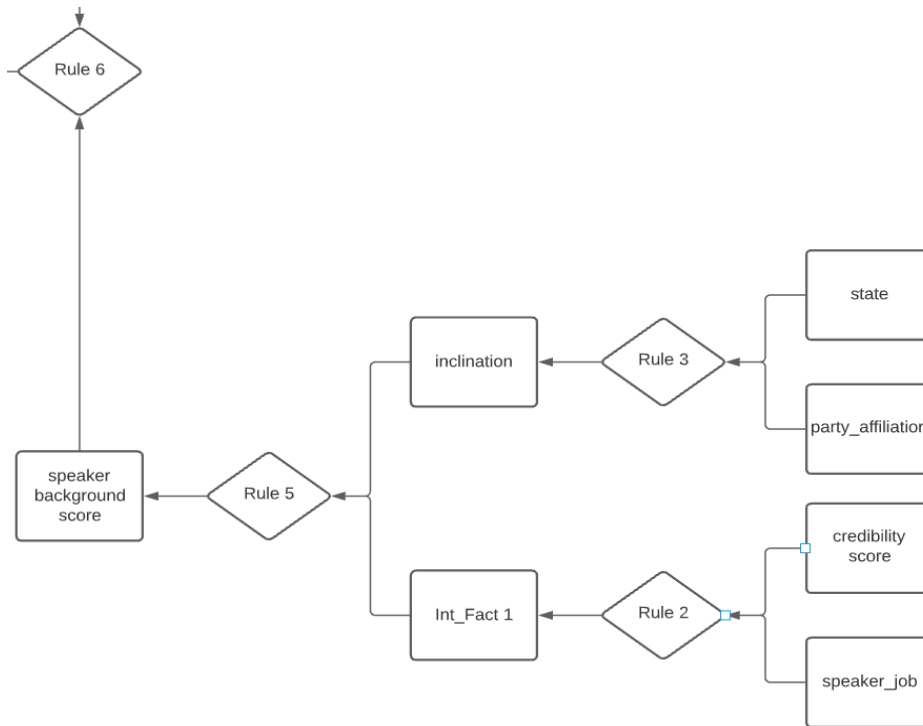 Rule 6
state
inclination
Rule 3
party_affiliation
speaker
background
score
Rule 5
credibility
score
Int_Fact 1
Rule 2
speaker_job